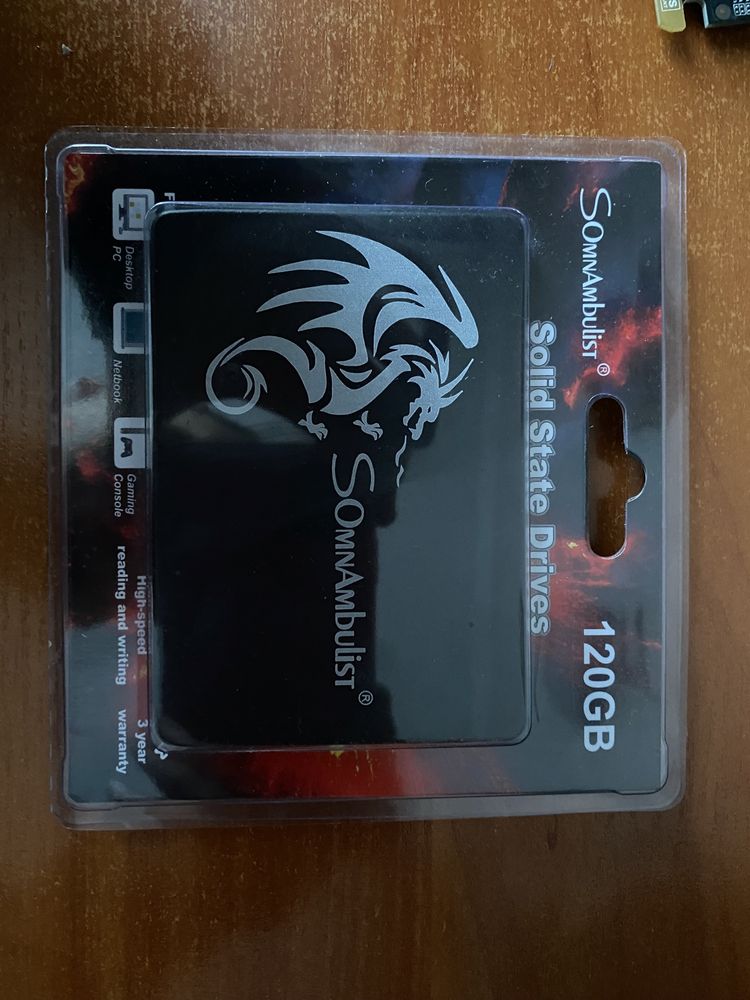 SOMNAMBULIST®
120GB
Solid State Drives
SOMNAMBULIST®
Desktop
PC
Netbook
Gaming
Console
High-speed
reading and writing
3 year
warranty